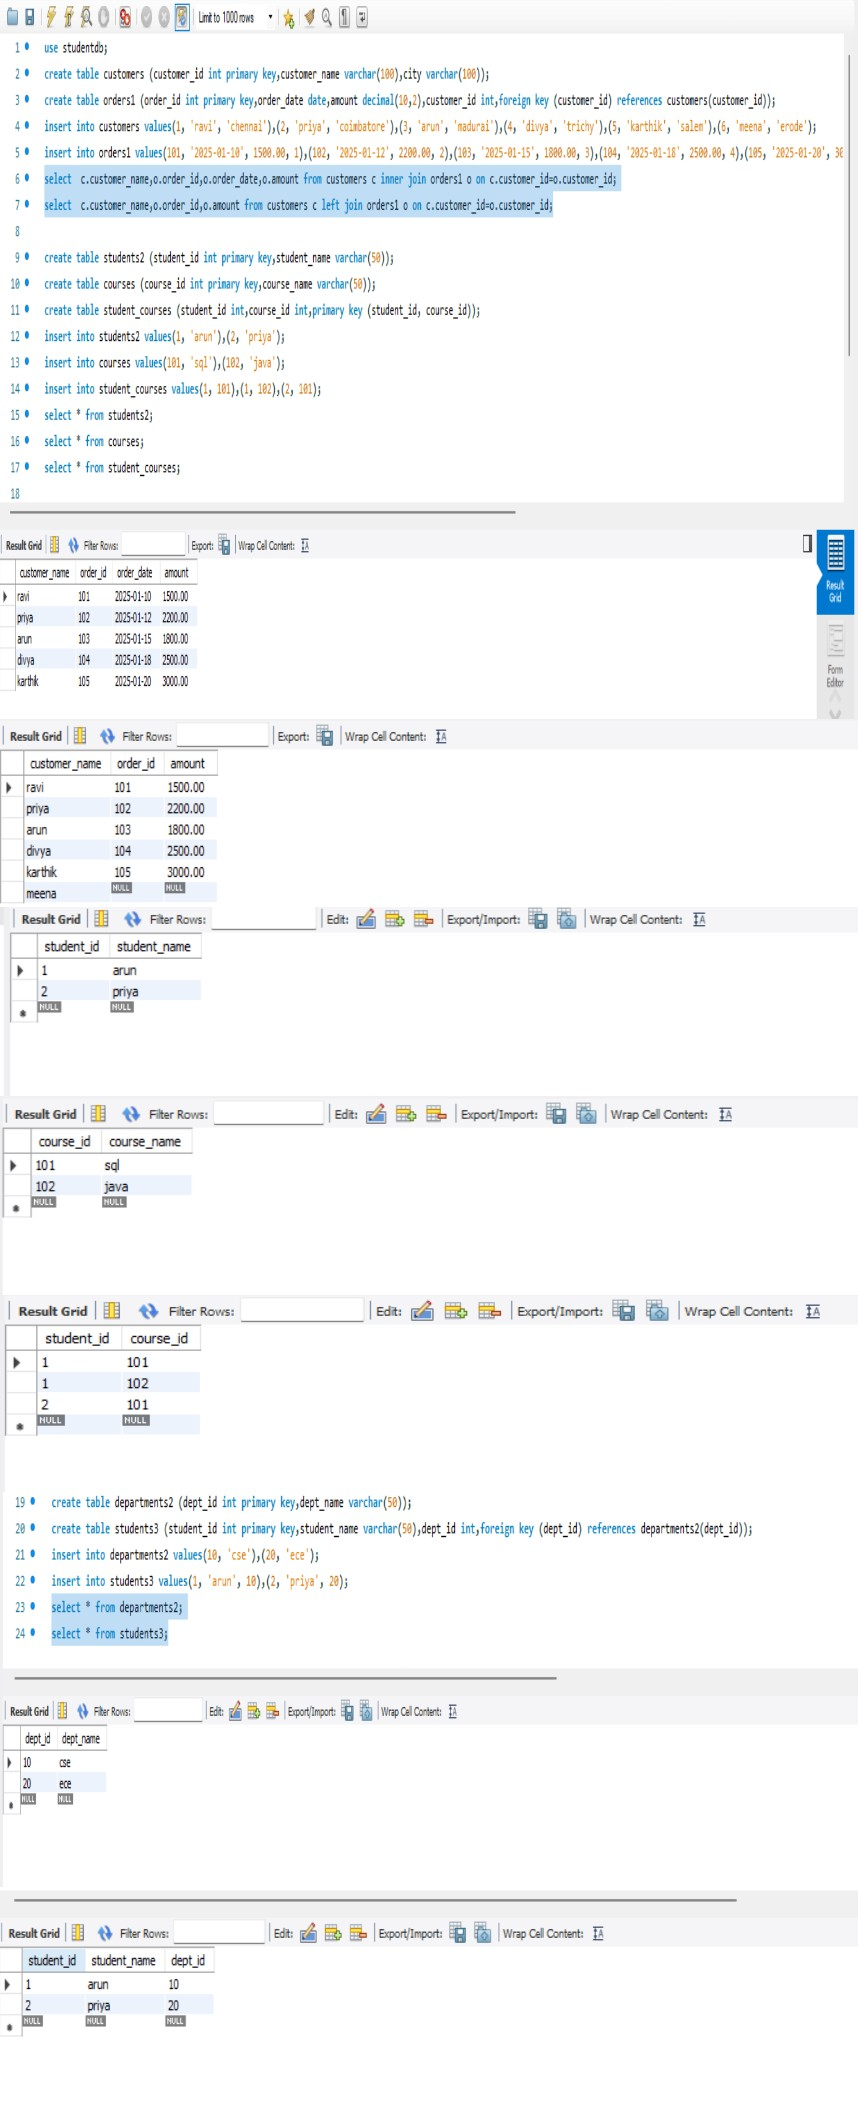 Limit to 1000 rows
1 use studentdb;
2 create table customers (customer_id int primary key,customer_name varchar(100),city varchar(100));
3 create table orders1 (order_id int primary key,order_date date,amount decimal(10,2),customer_id int,foreign key (customer_id) references customers(customer_id));
4 insert into customers values(1, 'ravi', 'chennai'),(2, 'priya', 'coimbatore'),(3, 'arun', 'madurai'),(4, 'divya', 'trichy'),(5, 'karthik', 'salem'),(6, 'meena', 'erode');
5 insert into orders1 values(101, '2025-01-10', 1500.00, 1),(102, '2025-01-12', 2200.00, 2),(103, '2025-01-15', 1800.00, 3),(104, '2025-01-18', 2500.00, 4),(105, '2025-01-20', 30
6 select  c.customer_name,o.order_id,o.order_date,o.amount from customers c inner join orders1 o on c.customer_id=o.customer_id;
7 select  c.customer_name,o.order_id,o.amount from customers c left join orders1 o on c.customer_id=o.customer_id;
8
9 create table students2 (student_id int primary key,student_name varchar(50));
10 create table courses (course_id int primary key,course_name varchar(50));
11 create table student_courses (student_id int,course_id int,primary key (student_id, course_id));
12 insert into students2 values(1, 'arun'),(2, 'priya');
13 insert into courses values(101, 'sql'),(102, 'java');
14 insert into student_courses values(1, 101),(1, 102),(2, 101);
15 select * from students2;
16 select * from courses;
17 select * from student_courses;
18
Result Grid Filter Rows: Export: Wrap Cell Content:
customer_name order_id order_date amount
ravi 101 2025-01-10 1500.00
priya 102 2025-01-12 2200.00
arun 103 2025-01-15 1800.00
divya 104 2025-01-18 2500.00
karthik 105 2025-01-20 3000.00
Result
Grid
Form
Editor
Result Grid Filter Rows: Export: Wrap Cell Content:
customer_name order_id amount
ravi 101 1500.00
priya 102 2200.00
arun 103 1800.00
divya 104 2500.00
karthik 105 3000.00
meena NULL NULL
Result Grid Filter Rows: Edit: Export/Import: Wrap Cell Content:
student_id student_name
1 arun
2 priya
NULL NULL
Result Grid Filter Rows: Edit: Export/Import: Wrap Cell Content:
course_id course_name
101 sql
102 java
NULL NULL
Result Grid Filter Rows: Edit: Export/Import: Wrap Cell Content:
student_id course_id
1 101
1 102
2 101
NULL NULL
19 create table departments2 (dept_id int primary key,dept_name varchar(50));
20 create table students3 (student_id int primary key,student_name varchar(50),dept_id int,foreign key (dept_id) references departments2(dept_id));
21 insert into departments2 values(10, 'cse'),(20, 'ece');
22 insert into students3 values(1, 'arun', 10),(2, 'priya', 20);
23 select * from departments2;
24 select * from students3;
Result Grid Filter Rows: Edit: Export/Import: Wrap Cell Content:
dept_id dept_name
10 cse
20 ece
NULL NULL
Result Grid Filter Rows: Edit: Export/Import: Wrap Cell Content:
student_id student_name dept_id
1 arun 10
2 priya 20
NULL NULL NULL